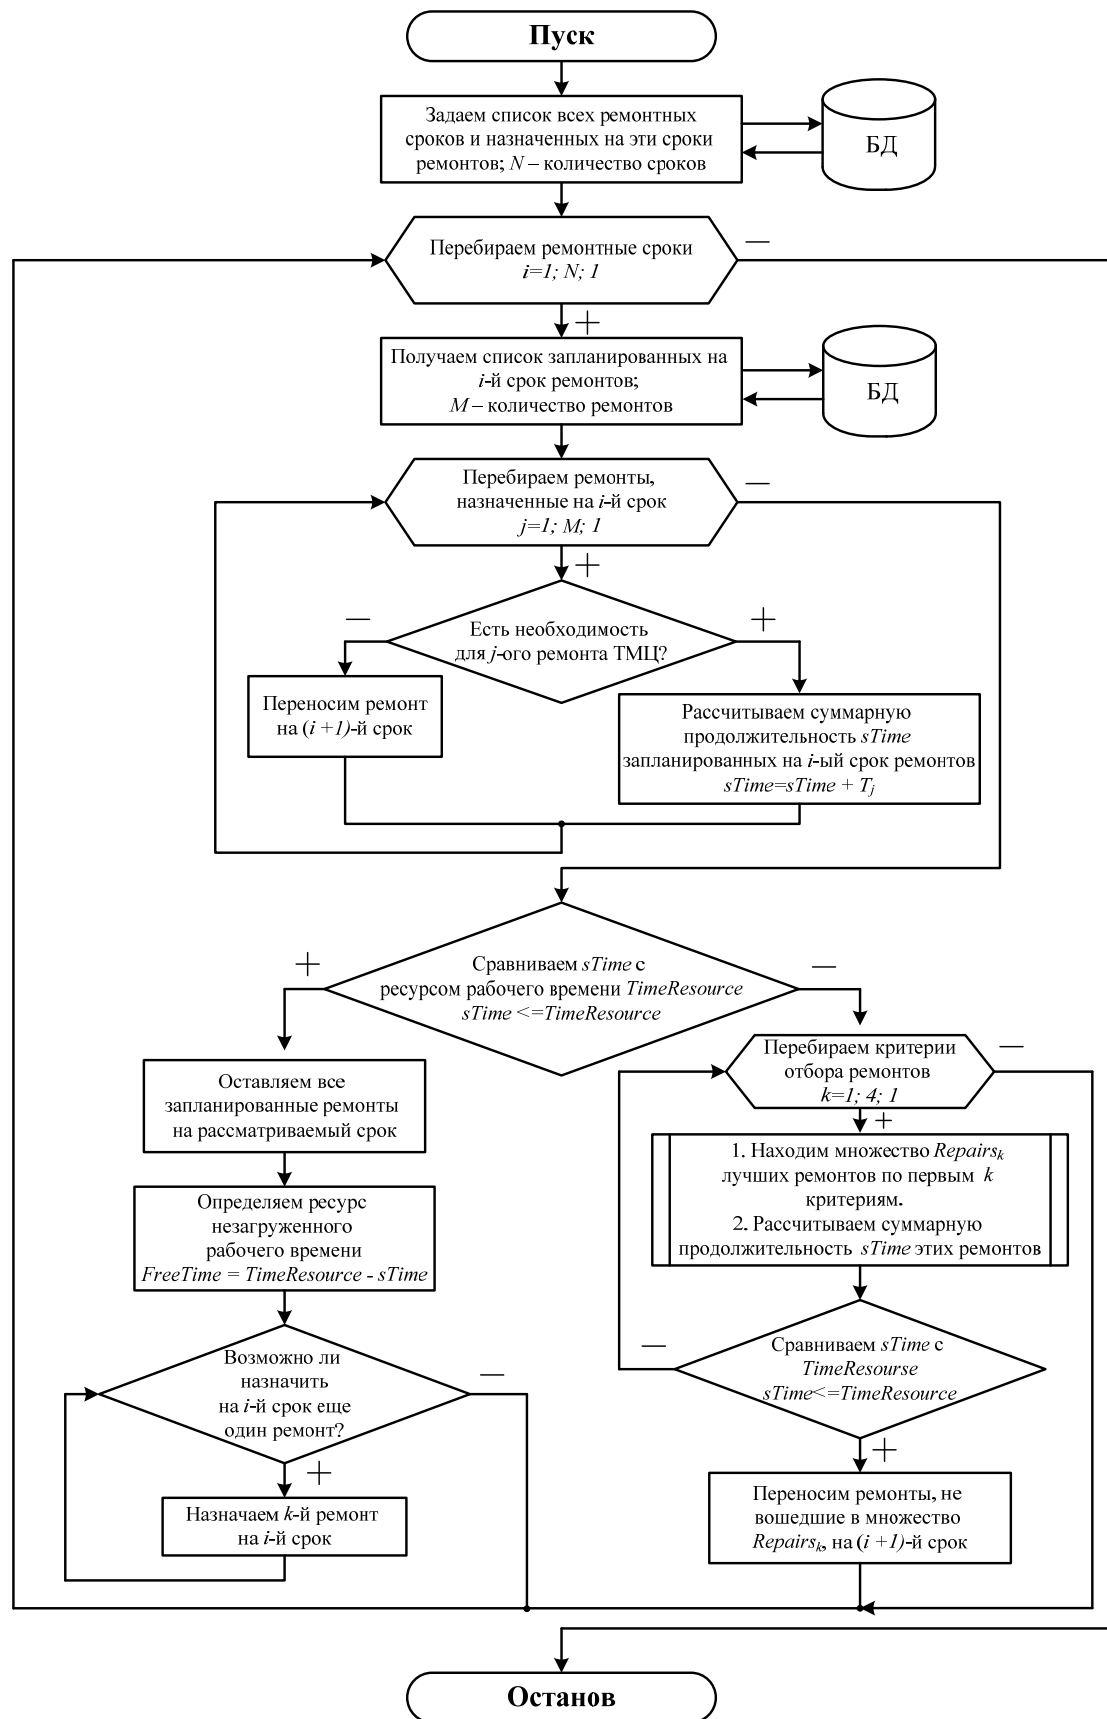 Пуск
Задаем список всех ремонтных
сроков и назначенных на эти сроки
ремонтов; N – количество сроков
БД
Перебираем ремонтные сроки
i=1; N; 1
—
+
Получаем список запланированных на
i-й срок ремонтов;
M – количество ремонтов
БД
Перебираем ремонты,
назначенные на i-й срок
j=1; M; 1
—
+
Есть необходимость
для j-ого ремонта ТМЦ?
—
+
Переносим ремонт
на (i +1)-й срок
Рассчитываем суммарную
продолжительность sTime
запланированных на i-ый срок ремонтов
sTime=sTime + Tj
Сравниваем sTime с
ресурсом рабочего времени TimeResource
sTime <=TimeResource
+
—
Оставляем все
запланированные ремонты
на рассматриваемый срок
Определяем ресурс
незагруженного
рабочего времени
FreeTime = TimeResource - sTime
Возможно ли
назначить
на i-й срок еще
один ремонт?
—
+
Назначаем k-й ремонт
на i-й срок
Перебираем критерии
отбора ремонтов
k=1; 4; 1
—
+
1. Находим множество Repairsk
лучших ремонтов по первым k
критериям.
2. Рассчитываем суммарную
продолжительность sTime этих ремонтов
Сравниваем sTime с
TimeResourse
sTime<=TimeResource
—
+
Переносим ремонты, не
вошедшие в множество
Repairsk, на (i +1)-й срок
Останов